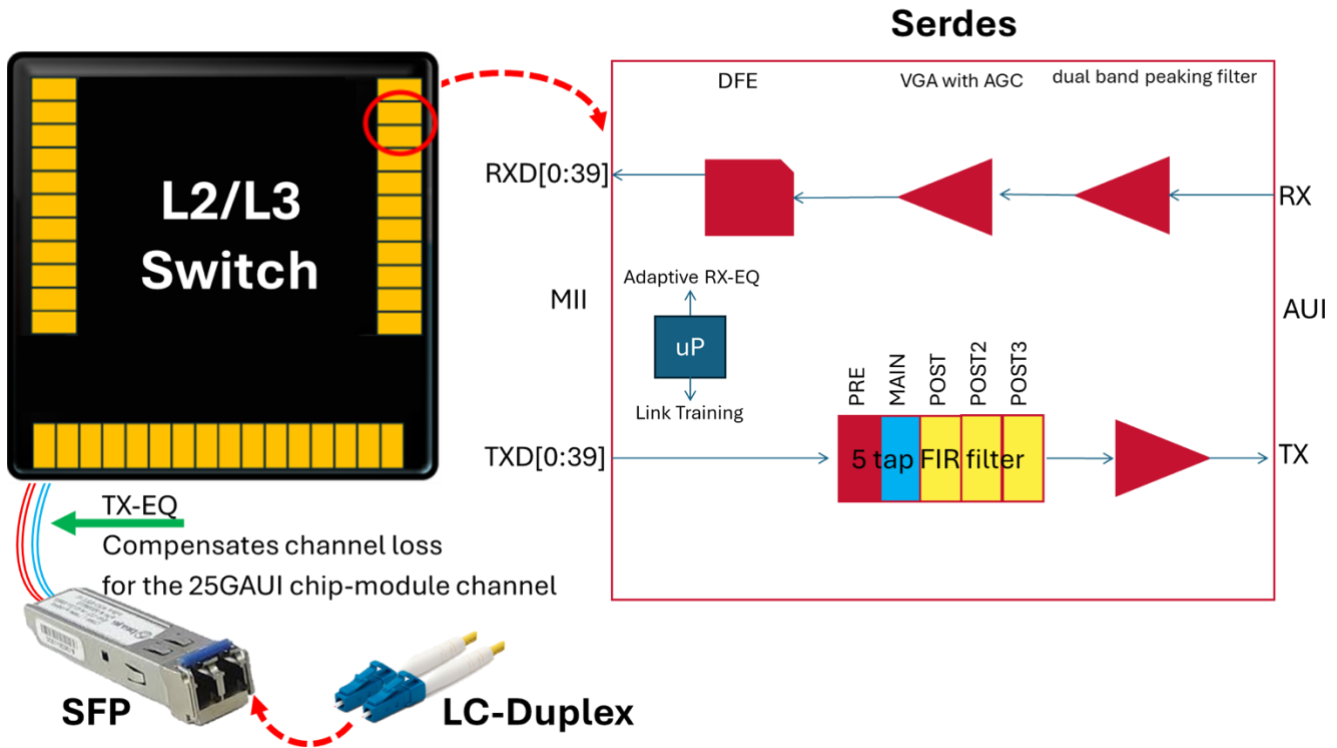 Serdes
DFE
VGA with AGC
dual band peaking filter
L2/L3
Switch
RXD[0:39]
RX
MII
Adaptive RX-EQ
uP
Link Training
AUI
PRE
MAIN
POST
POST2
POST3
TXD[0:39]
5 tap FIR filter
TX
TX-EQ
Compensates channel loss
for the 25GAUI chip-module channel
SFP
LC-Duplex